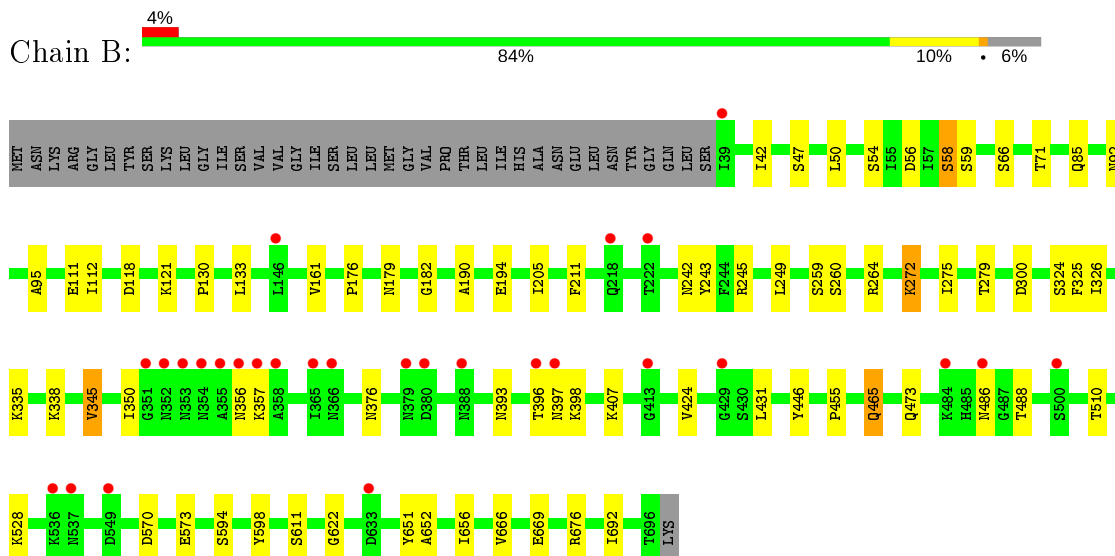 4%
Chain B:
84% 10% • 6%
MET ASN LYS ARG GLY LEU TYR SER LYS LEU GLY ILE SER VAL VAL GLY ILE SER LEU LEU MET GLY VAL PRO THR LEU ILE HIS ALA ASN GLU LEU ASN TYR GLY GLN LEU SER I39 I42 S47 L50 S54 I55 D56 I57 S58 S59 S66 T71 Q85 N92
A95 E111 I112 D118 K121 P130 L133 L146 V161 P176 N179 G182 A190 E194 I205 F211 Q218 T222 N242 Y243 F244 R245 L249 S259 S260 R264 K272 I275 T279 D300 S324 F325 I326
K335 K338 V345 I350 G351 N352 N353 N354 A355 N356 K357 A358 I365 N366 N376 N379 D380 N388 N393 T396 N397 K398 K407 G413 V424 G429 S430 L431 Y446 P455 Q465 Q473 K484 H485 N486 G487 T488 S500 T510
K528 K536 N537 D549 D570 E573 S594 Y598 S611 G622 D633 Y651 A652 I656 V666 E669 R676 I692 T696 LYS